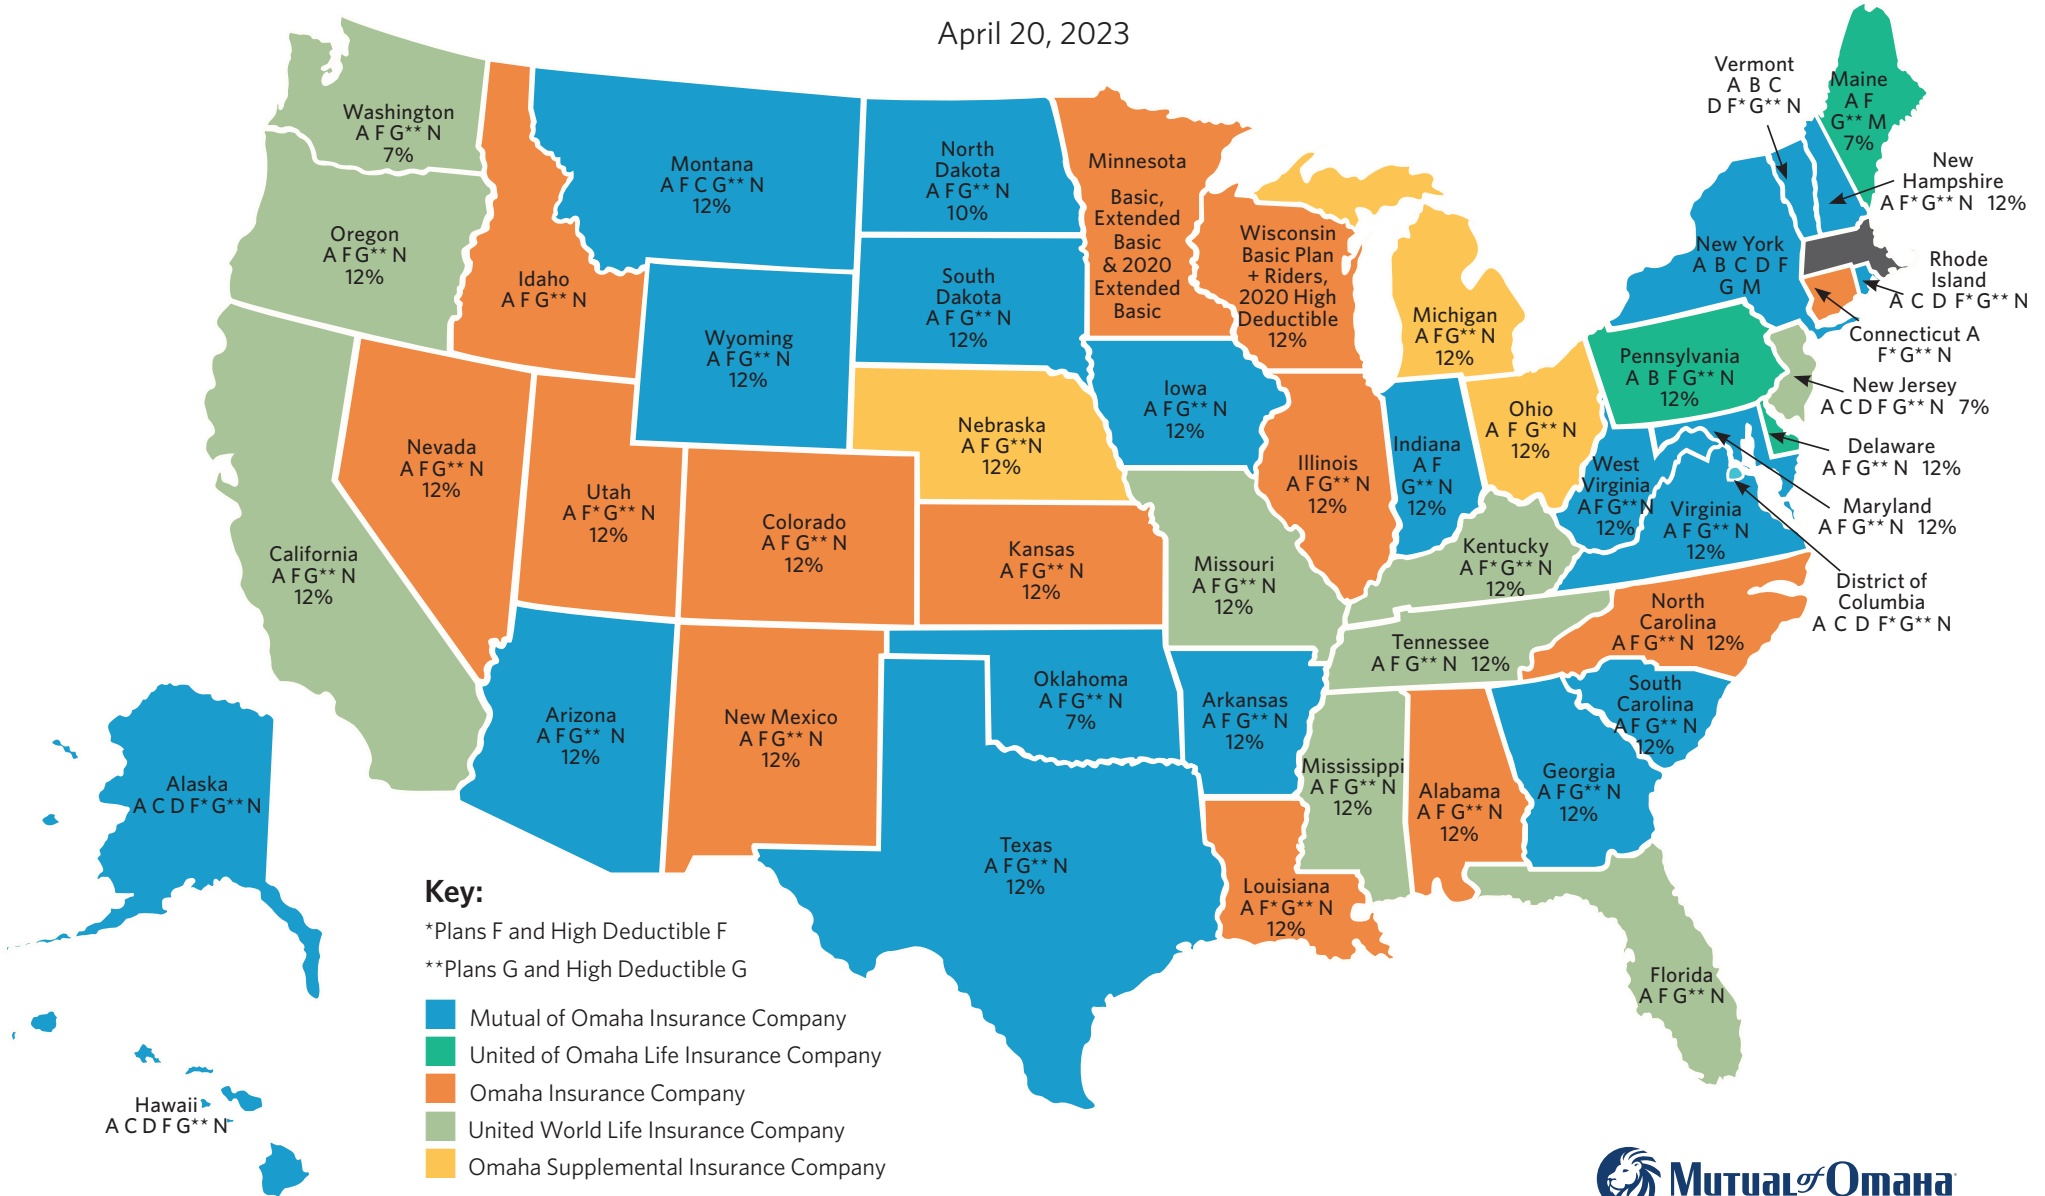 April 20, 2023
Washington
A F G** N
7%
Oregon
A F G** N
12%
California
A F G** N
12%
Idaho
A F G** N
Nevada
A F G** N
12%
Utah
A F* G** N
12%
Arizona
A F G** N
12%
Montana
A F C G** N
12%
Wyoming
A F G** N
12%
Colorado
A F G** N
12%
New Mexico
A F G** N
12%
North
Dakota
A F G** N
10%
South
Dakota
A F G** N
12%
Nebraska
A F G**N
12%
Kansas
A F G** N
12%
Oklahoma
A F G** N
7%
Texas
A F G** N
12%
Minnesota
Basic,
Extended
Basic
& 2020
Extended
Basic
Iowa
A F G** N
12%
Missouri
A F G** N
12%
Arkansas
A F G** N
12%
Louisiana
A F* G** N
12%
Wisconsin
Basic Plan
+ Riders,
2020 High
Deductible
12%
Illinois
A F G** N
12%
Michigan
A F G** N
12%
Indiana
A F
G** N
12%
Ohio
A F G** N
12%
Kentucky
A F* G** N
12%
Tennessee
A F G** N 12%
Mississippi
A F G** N
12%
Alabama
A F G** N
12%
Georgia
A F G** N
12%
Florida
A F G** N
South
Carolina
A F G** N
12%
North
Carolina
A F G** N 12%
Virginia
A F G** N
12%
West
Virginia
A F G** N
12%
Pennsylvania
A B F G** N
12%
New York
A B C D F
G M
Vermont
A B C
D F* G** N
Maine
A F
G** M
7%
New
Hampshire
A F* G** N 12%
Rhode
Island
A C D F* G** N
Connecticut A
F* G** N
New Jersey
A C D F G** N 7%
Delaware
A F G** N 12%
Maryland
A F G** N 12%
District of
Columbia
A C D F* G** N
Alaska
A C D F* G** N
Hawaii
A C D F G** N
Key:
*Plans F and High Deductible F
**Plans G and High Deductible G
Mutual of Omaha Insurance Company
United of Omaha Life Insurance Company
Omaha Insurance Company
United World Life Insurance Company
Omaha Supplemental Insurance Company
MUTUAL of OMAHA